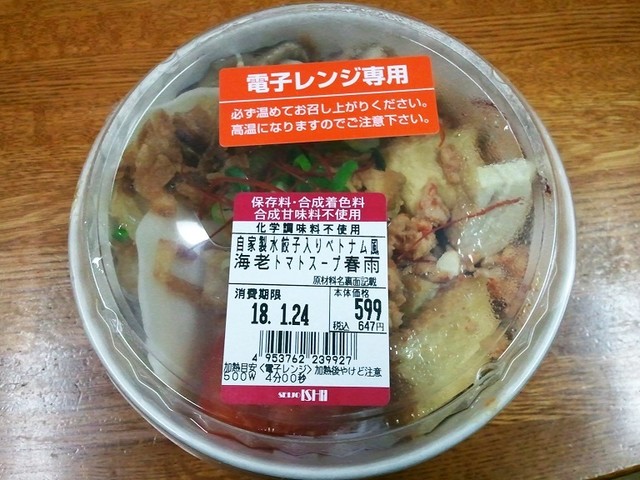 電子レンジ専用
必ず温めてお召し上がりください。
高温になりますのでご注意下さい。
保存料・合成着色料
合成甘味料不使用
化学調味料不使用
自家製水餃子入りベトナム風
海老トマトスープ春雨
原材料名裏面記載
消費期限
18. 1.24
本体価格
599
税込 647円
4 953762 239927
加熱目安<電子レンジ>加熱後やけど注意
500W 4分00秒
SEIJO ISHII